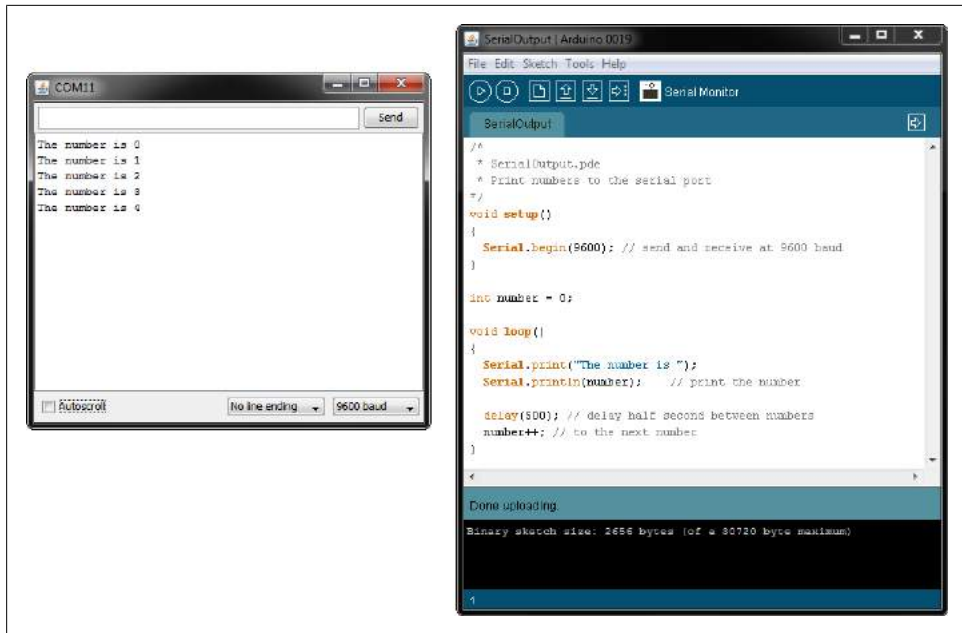 COM11
Send
The number is 0
The number is 1
The number is 2
The number is 3
The number is 4
Autoscroll
No line ending
9600 baud
SerialOutput | Arduino 0019
File Edit Sketch Tools Help
Serial Monitor
SerialOutput
/*
* SerialOutput.pde
* Print numbers to the serial port
*/
void setup()
{
Serial.begin(9600); // send and receive at 9600 baud
}
int number = 0;
void loop()
{
Serial.print("The number is ");
Serial.println(number); // print the number
delay(500); // delay half second between numbers
number++; // to the next number
}
Done uploading.
Binary sketch size: 2656 bytes (of a 30720 byte maximum)